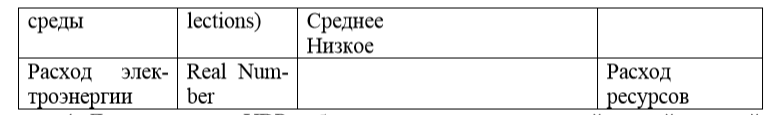 среды lections) Среднее
Низкое
Расход элек- Real Num- Расход
троэнергии ber ресурсов